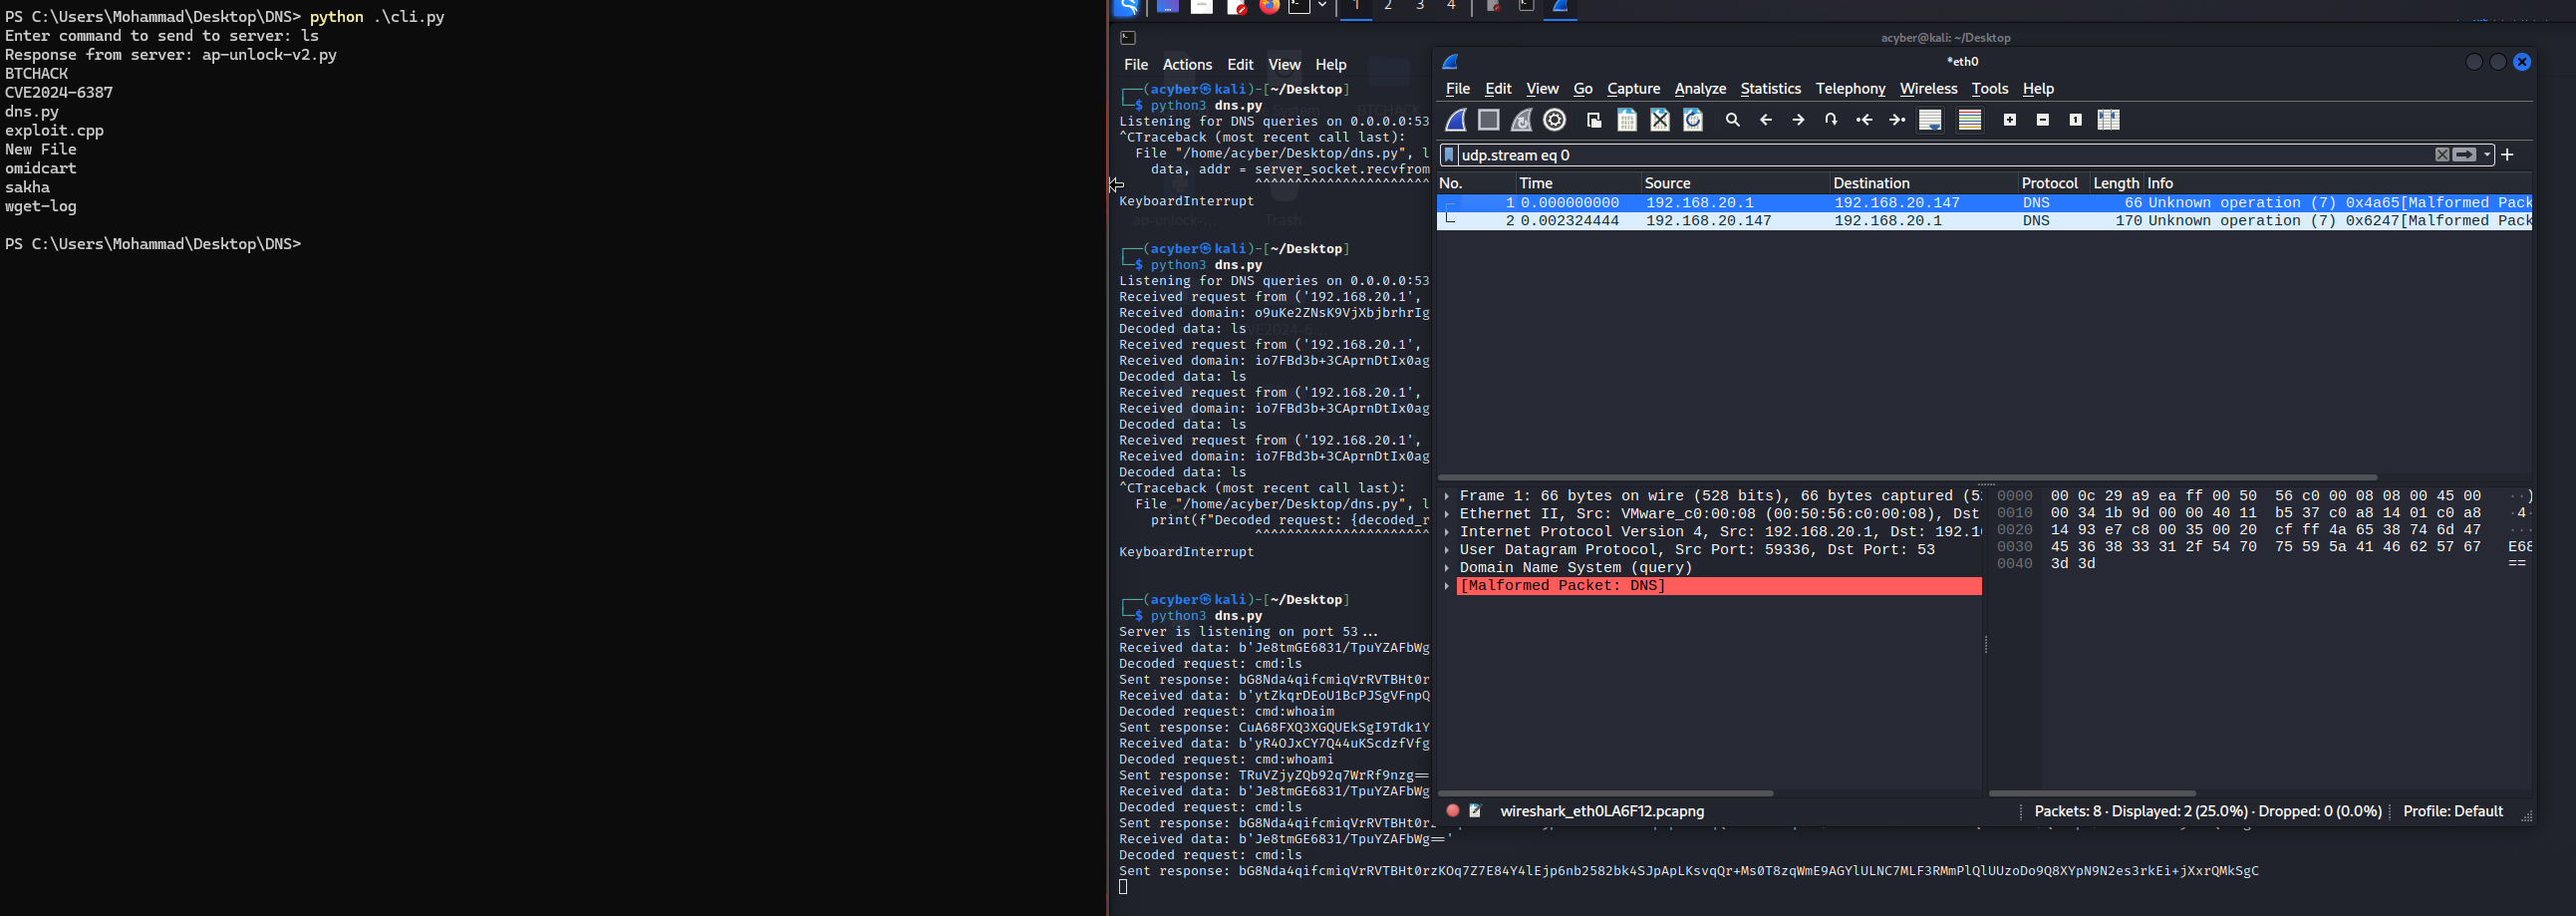 PS C:\Users\Mohammad\Desktop\DNS> python .\cli.py
Enter command to send to server: ls
Response from server: ap-unlock-v2.py
BTCHACK
CVE2024-6387
dns.py
exploit.cpp
New File
omidcart
sakha
wget-log
PS C:\Users\Mohammad\Desktop\DNS>
1 2 3 4
acyber@kali: ~/Desktop
File Actions Edit View Help
┌──(acyber㉿kali)-[~/Desktop]
└─$ python3 dns.py
Listening for DNS queries on 0.0.0.0:53
^CTraceback (most recent call last):
File "/home/acyber/Desktop/dns.py", l
data, addr = server_socket.recvfrom
^^^^^^^^^^^^^^^^^^^^^^
KeyboardInterrupt
┌──(acyber㉿kali)-[~/Desktop]
└─$ python3 dns.py
Listening for DNS queries on 0.0.0.0:53
Received request from ('192.168.20.1',
Received domain: o9uKe2ZNsK9VjXbjbrhrIg
Decoded data: ls
Received request from ('192.168.20.1',
Received domain: io7FBd3b+3CAprnDtIx0ag
Decoded data: ls
Received request from ('192.168.20.1',
Received domain: io7FBd3b+3CAprnDtIx0ag
Decoded data: ls
Received request from ('192.168.20.1',
Received domain: io7FBd3b+3CAprnDtIx0ag
Decoded data: ls
^CTraceback (most recent call last):
File "/home/acyber/Desktop/dns.py", l
print(f"Decoded request: {decoded_r
^^^^^^^^^^^^^^^^^^^^^^
KeyboardInterrupt
┌──(acyber㉿kali)-[~/Desktop]
└─$ python3 dns.py
Server is listening on port 53...
Received data: b'Je8tmGE6831/TpuYZAFbWg
Decoded request: cmd:ls
Sent response: bG8Nda4qifcmiqVrRVTBHt0r
Received data: b'ytZkqrDEoU1BcPJSgVFnpQ
Decoded request: cmd:whoaim
Sent response: CuA68FXQ3XGQUEkSgI9Tdk1Y
Received data: b'yR4OJxCY7Q44uKScdzfVfg
Decoded request: cmd:whoami
Sent response: TRuVZjyZQb92q7WrRf9nzg==
Received data: b'Je8tmGE6831/TpuYZAFbWg
Decoded request: cmd:ls
Sent response: bG8Nda4qifcmiqVrRVTBHt0rz
Received data: b'Je8tmGE6831/TpuYZAFbWg=='
Decoded request: cmd:ls
Sent response: bG8Nda4qifcmiqVrRVTBHt0rzKOq7Z7E84Y4lEjp6nb2582bk4SJpApLKsvqQr+Ms0T8zqWmE9AGYlULNC7MLF3RMmPlQlUUzoDo9Q8XYpN9N2es3rkEi+jXxrQMkSgC
*eth0
File Edit View Go Capture Analyze Statistics Telephony Wireless Tools Help
udp.stream eq 0
No. Time Source Destination Protocol Length Info
1 0.000000000 192.168.20.1 192.168.20.147 DNS 66 Unknown operation (7) 0x4a65[Malformed Pack
2 0.002324444 192.168.20.147 192.168.20.1 DNS 170 Unknown operation (7) 0x6247[Malformed Pack
Frame 1: 66 bytes on wire (528 bits), 66 bytes captured (5
Ethernet II, Src: VMware_c0:00:08 (00:50:56:c0:00:08), Dst
Internet Protocol Version 4, Src: 192.168.20.1, Dst: 192.16
User Datagram Protocol, Src Port: 59336, Dst Port: 53
Domain Name System (query)
[Malformed Packet: DNS]
0000 00 0c 29 a9 ea ff 00 50 56 c0 00 08 08 00 45 00 ··)
0010 00 34 1b 9d 00 00 40 11 b5 37 c0 a8 14 01 c0 a8 ·4·
0020 14 93 e7 c8 00 35 00 20 cf ff 4a 65 38 74 6d 47 ···
0030 45 36 38 33 31 2f 54 70 75 59 5a 41 46 62 57 67 E68
0040 3d 3d ==
wireshark_eth0LA6F12.pcapng
Packets: 8 · Displayed: 2 (25.0%) · Dropped: 0 (0.0%)
Profile: Default